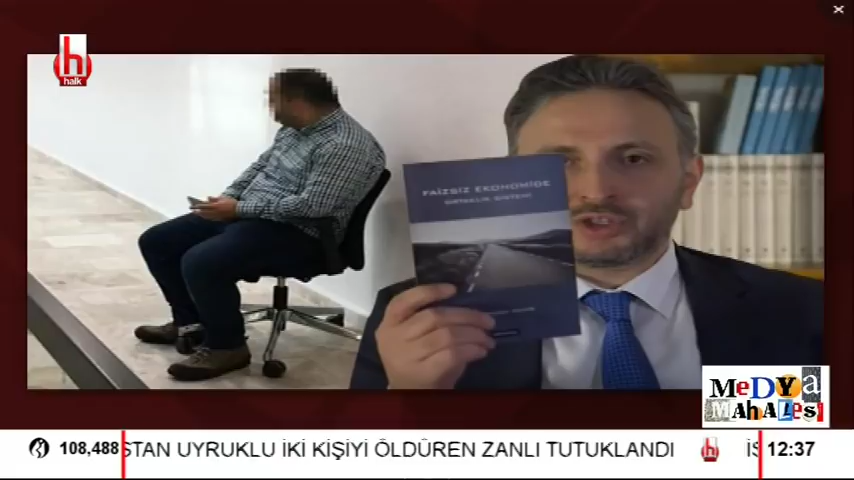 h
halk
FAİZSİZ EKONOMİDE
ORTAKLIK SİSTEMİ
MeDYa
MaHaLLesi
108,488
STAN UYRUKLU İKİ KİŞİYİ ÖLDÜREN ZANLI TUTUKLANDI
h
İS
12:37